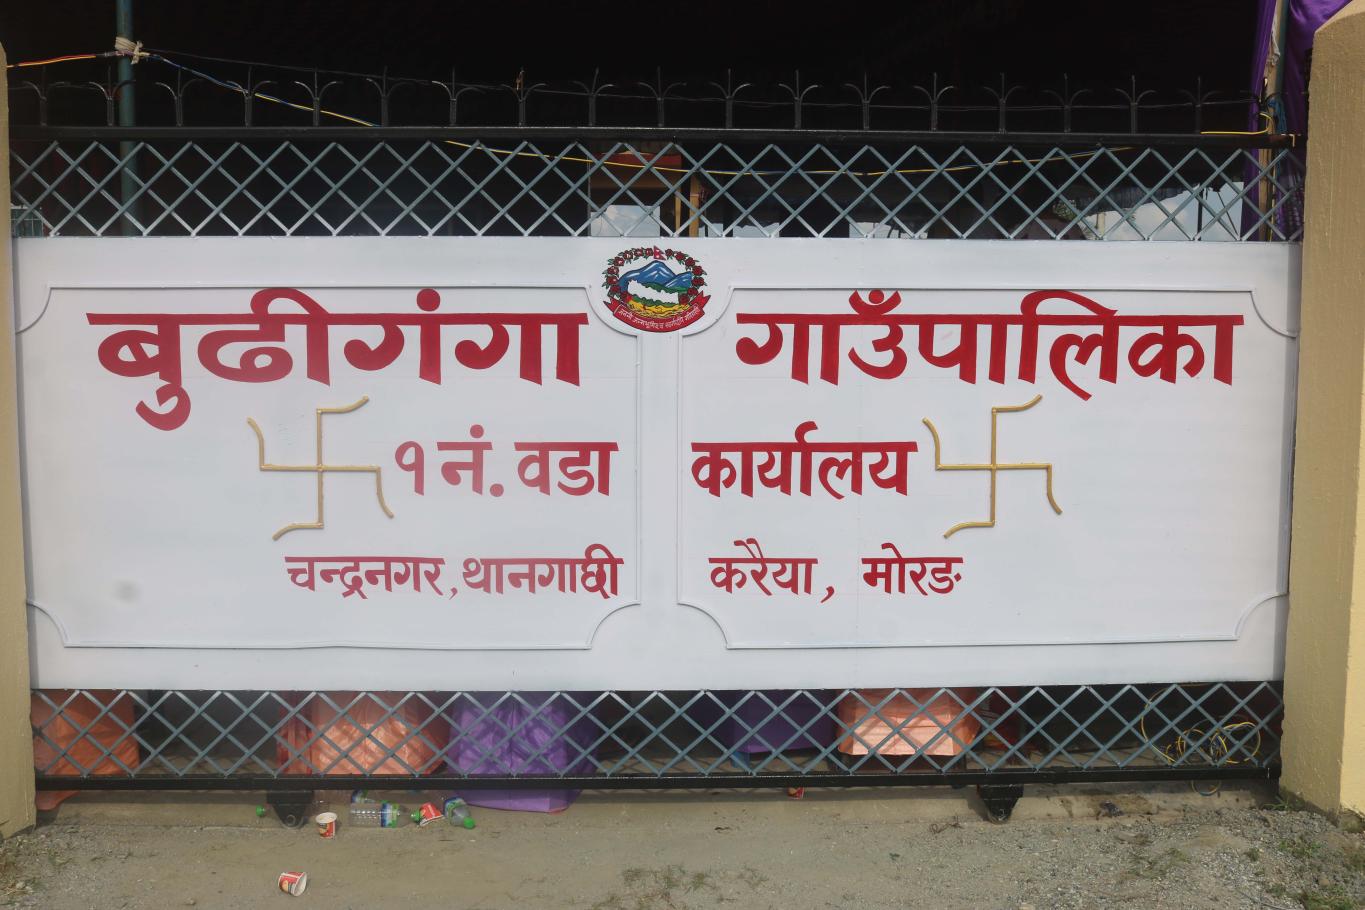 बुढीगंगा गाउँपालिका
१ नं. वडा कार्यालय
चन्द्रनगर, थानगाछी करैया, मोरङ